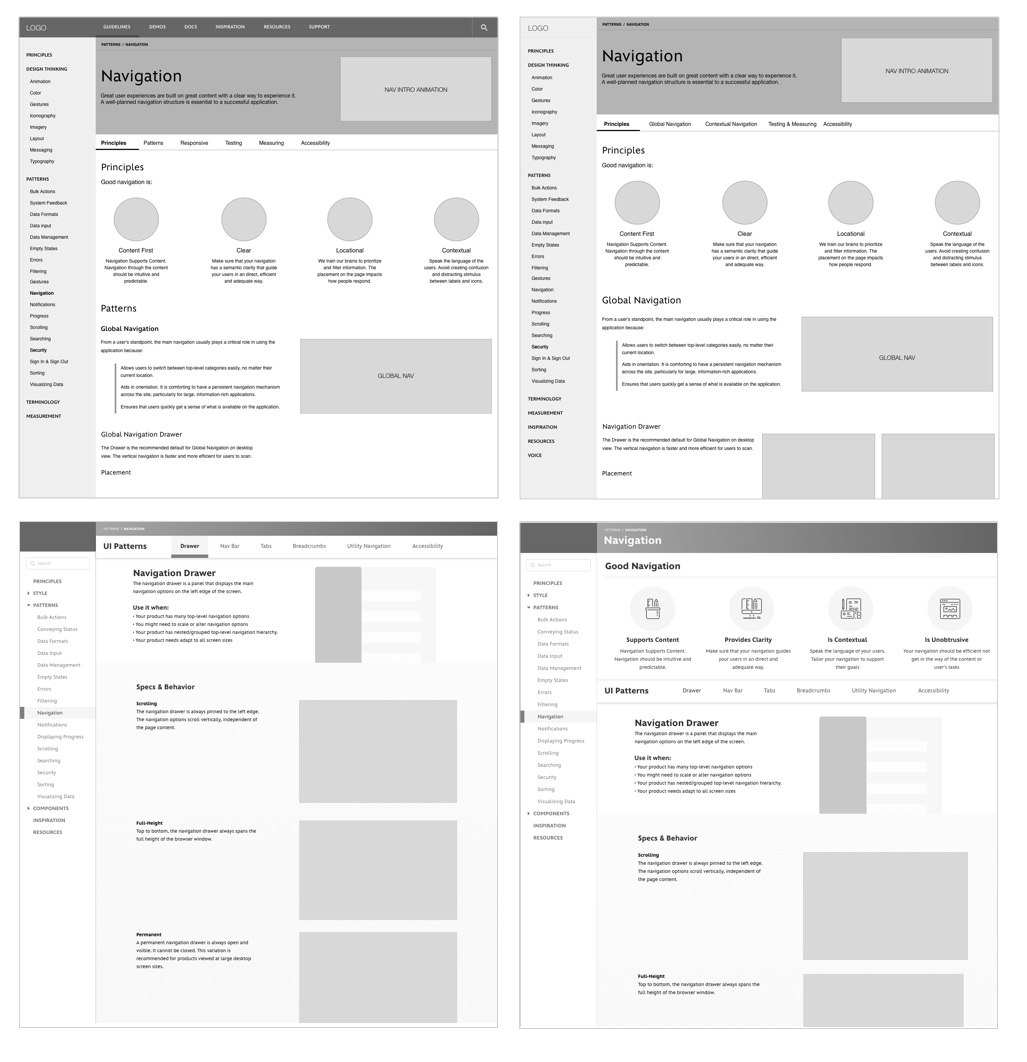 LOGO
GUIDELINES
DEMOS
DOCS
INSPIRATION
RESOURCES
SUPPORT
PRINCIPLES
DESIGN THINKING
Animation
Color
Gestures
Iconography
Imagery
Layout
Messaging
Typography
PATTERNS
Bulk Actions
System Feedback
Data Formats
Data input
Data Management
Empty States
Errors
Filtering
Gestures
Navigation
Notifications
Progress
Scrolling
Searching
Security
Sign In & Sign Out
Sorting
Visualizing Data
TERMINOLOGY
MEASUREMENT
PATTERNS / NAVIGATION
Navigation
Great user experiences are built on great content with a clear way to experience it.
A well-planned navigation structure is essential to a successful application.
NAV INTRO ANIMATION
Principles
Patterns
Responsive
Testing
Measuring
Accessibility
Principles
Good navigation is:
Content First
Navigation Supports Content.
Navigation through the content
should be intuitive and
predictable.
Clear
Make sure that your navigation
has a semantic clarity that guide
your users in an direct, efficient
and adequate way.
Locational
We train our brains to prioritize
and filter information. The
placement on the page impacts
how people respond.
Contextual
Speak the language of the
users. Avoid creating confusion
and distracting stimulus
between labels and icons.
Patterns
Global Navigation
From a user's standpoint, the main navigation usually plays a critical role in using the
application because:
Allows users to switch between top-level categories easily, no matter their
current location.
Aids in orientation. It is comforting to have a persistent navigation mechanism
across the site, particularly for large, information-rich applications.
Ensures that users quickly get a sense of what is available on the application.
GLOBAL NAV
Global Navigation Drawer
The Drawer is the recommended default for Global Navigation on desktop
view. The vertical navigation is faster and more efficient for users to scan.
Placement
LOGO
PRINCIPLES
DESIGN THINKING
Animation
Color
Gestures
Iconography
Imagery
Layout
Messaging
Typography
PATTERNS
Bulk Actions
System Feedback
Data Formats
Data input
Data Management
Empty States
Errors
Filtering
Gestures
Navigation
Notifications
Progress
Scrolling
Searching
Security
Sign In & Sign Out
Sorting
Visualizing Data
TERMINOLOGY
MEASUREMENT
INSPIRATION
RESOURCES
VOICE
PATTERNS / NAVIGATION
Navigation
Great user experiences are built on great content with a clear way to experience it.
A well-planned navigation structure is essential to a successful application.
NAV INTRO ANIMATION
Principles
Global Navigation
Contextual Navigation
Testing & Measuring
Accessibility
Principles
Good navigation is:
Content First
Navigation Supports Content.
Navigation through the content
should be intuitive and
predictable.
Clear
Make sure that your navigation
has a semantic clarity that guide
your users in an direct, efficient
and adequate way.
Locational
We train our brains to prioritize
and filter information. The
placement on the page impacts
how people respond.
Contextual
Speak the language of the
users. Avoid creating confusion
and distracting stimulus
between labels and icons.
Global Navigation
From a user's standpoint, the main navigation usually plays a critical role in using the
application because:
Allows users to switch between top-level categories easily, no matter their
current location.
Aids in orientation. It is comforting to have a persistent navigation mechanism
across the site, particularly for large, information-rich applications.
Ensures that users quickly get a sense of what is available on the application.
GLOBAL NAV
Navigation Drawer
The Drawer is the recommended default for Global Navigation on desktop
view. The vertical navigation is faster and more efficient for users to scan.
Placement
Search
PRINCIPLES
STYLE
PATTERNS
Bulk Actions
Conveying Status
Data Formats
Data Input
Data Management
Empty States
Errors
Filtering
Navigation
Notifications
Displaying Progress
Scrolling
Searching
Security
Sorting
Visualizing Data
COMPONENTS
INSPIRATION
RESOURCES
PATTERNS / NAVIGATION
UI Patterns
Drawer
Nav Bar
Tabs
Breadcrumbs
Utility Navigation
Accessibility
Navigation Drawer
The navigation drawer is a panel that displays the main
navigation options on the left edge of the screen.
Use it when:
• Your product has many top-level navigation options
• You might need to scale or alter navigation options
• Your product has nested/grouped top-level navigation hierarchy.
• Your product needs adapt to all screen sizes
Specs & Behavior
Scrolling
The navigation drawer is always pinned to the left edge.
The navigation options scroll vertically, independent of
the page content.
Full-Height
Top to bottom, the navigation drawer always spans the
full height of the browser window.
Permanent
A permanent navigation drawer is always open and
visible. It cannot be closed. This variation is
recommended for products viewed at large desktop
screen sizes.
Search
PRINCIPLES
STYLE
PATTERNS
Bulk Actions
Conveying Status
Data Formats
Data Input
Data Management
Empty States
Errors
Filtering
Navigation
Notifications
Displaying Progress
Scrolling
Searching
Security
Sorting
Visualizing Data
COMPONENTS
INSPIRATION
RESOURCES
PATTERNS / NAVIGATION
Navigation
Good Navigation
Supports Content
Navigation Supports Content.
Navigation should be intuitive and
predictable.
Provides Clarity
Make sure that your navigation guides
your users in an direct and
adequate way.
Is Contextual
Speak the language of your users.
Tailor your navigation to support
their goals
Is Unobtrusive
Your navigation should be efficient not
get in the way of the content or
user's tasks
UI Patterns
Drawer
Nav Bar
Tabs
Breadcrumbs
Utility Navigation
Accessibility
Navigation Drawer
The navigation drawer is a panel that displays the main
navigation options on the left edge of the screen.
Use it when:
• Your product has many top-level navigation options
• You might need to scale or alter navigation options
• Your product has nested/grouped top-level navigation hierarchy.
• Your product needs adapt to all screen sizes
Specs & Behavior
Scrolling
The navigation drawer is always pinned to the left edge.
The navigation options scroll vertically, independent of
the page content.
Full-Height
Top to bottom, the navigation drawer always spans the
full height of the browser window.